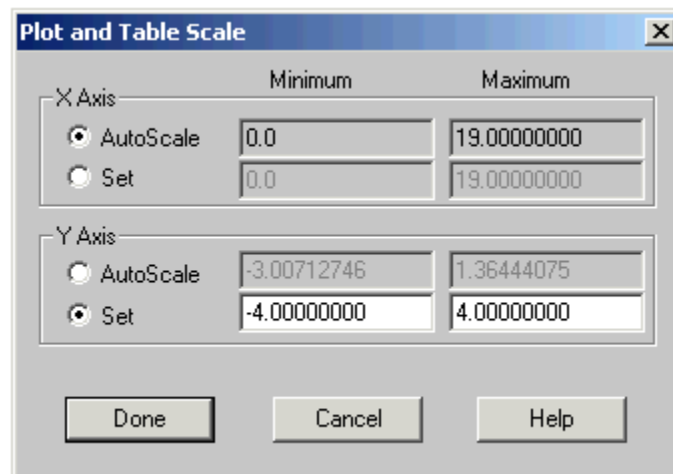 Plot and Table Scale
Minimum Maximum
X Axis
AutoScale 0.0 19.00000000
Set 0.0 19.00000000
Y Axis
AutoScale -3.00712746 1.36444075
Set -4.00000000 4.00000000
Done Cancel Help